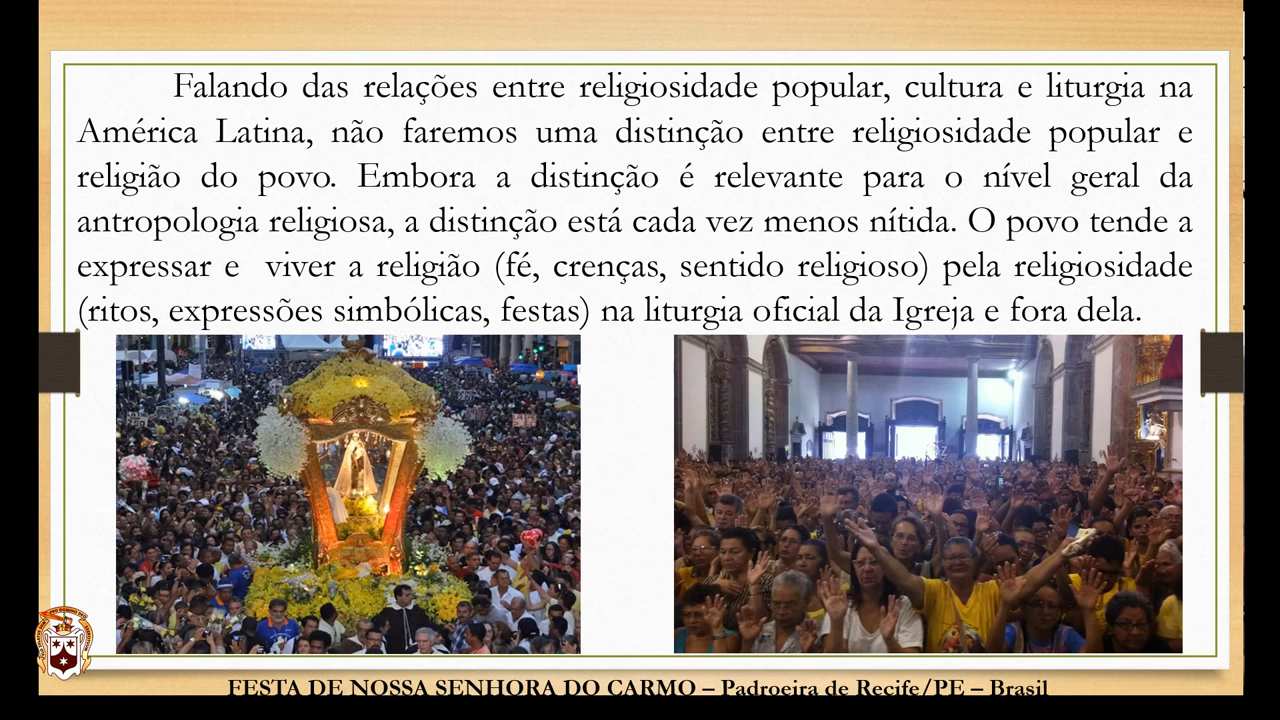 Falando das relações entre religiosidade popular, cultura e liturgia na
América Latina, não faremos uma distinção entre religiosidade popular e
religião do povo. Embora a distinção é relevante para o nível geral da
antropologia religiosa, a distinção está cada vez menos nítida. O povo tende a
expressar e viver a religião (fé, crenças, sentido religioso) pela religiosidade
(ritos, expressões simbólicas, festas) na liturgia oficial da Igreja e fora dela.
FESTA DE NOSSA SENHORA DO CARMO – Padroeira de Recife/PE – Brasil